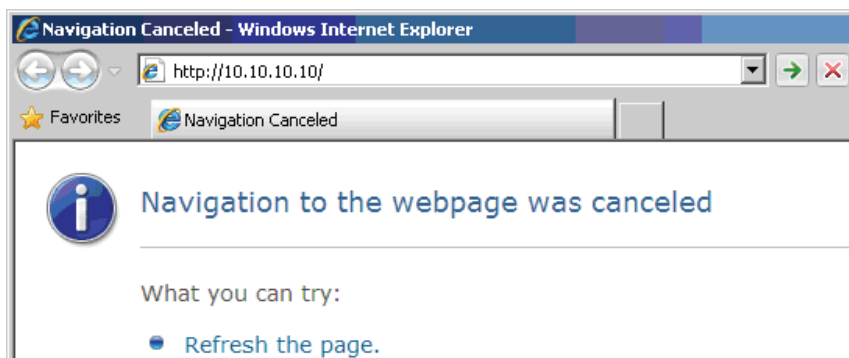 Navigation Canceled - Windows Internet Explorer
http://10.10.10.10/
Favorites
Navigation Canceled
Navigation to the webpage was canceled
What you can try:
Refresh the page.